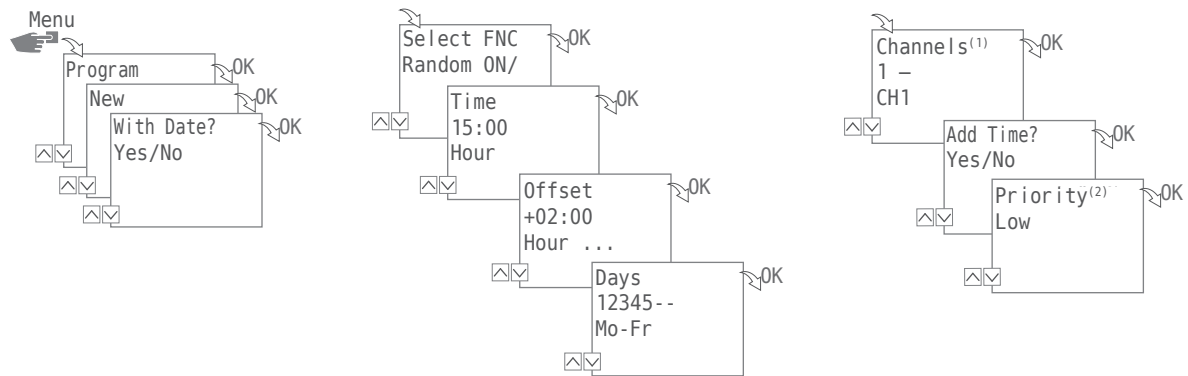 Menu
Program
OK
New
OK
With Date?
OK
Yes/No
Select FNC
OK
Random ON/
Time
OK
15:00
Hour
Offset
OK
+02:00
Hour ...
Days
OK
12345--
Mo-Fr
Channels(1)
OK
1 –
CH1
Add Time?
OK
Yes/No
Priority(2)
OK
Low